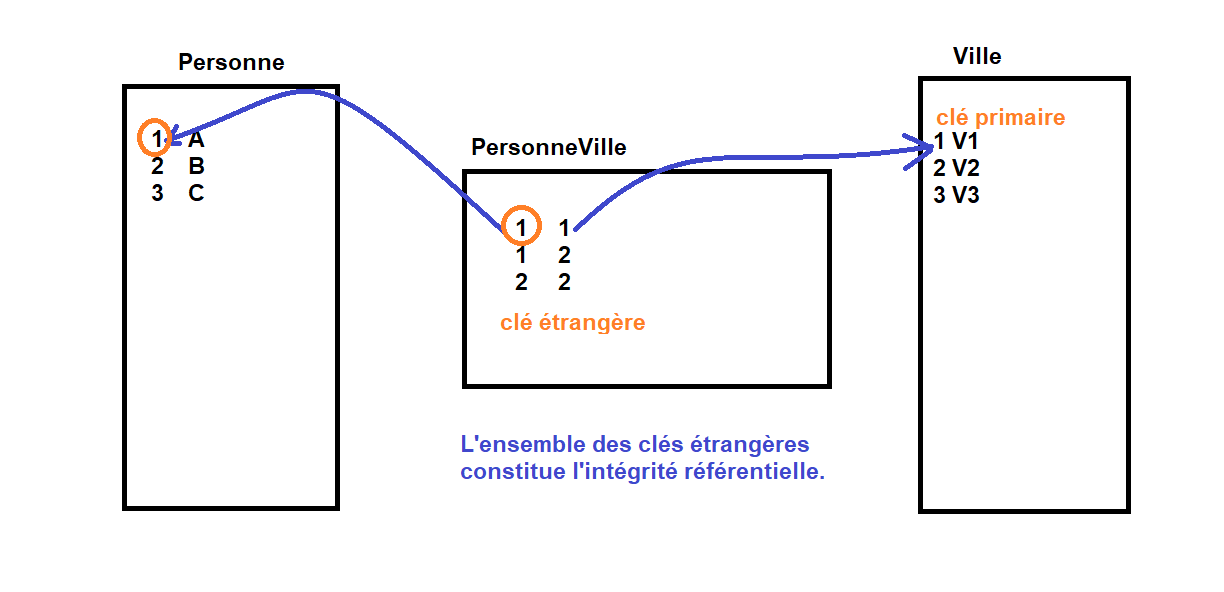 Personne
1 A
2 B
3 C
PersonneVille
1 1
1 2
2 2
clé étrangère
L'ensemble des clés étrangères
constitue l'intégrité référentielle.
Ville
clé primaire
1 V1
2 V2
3 V3